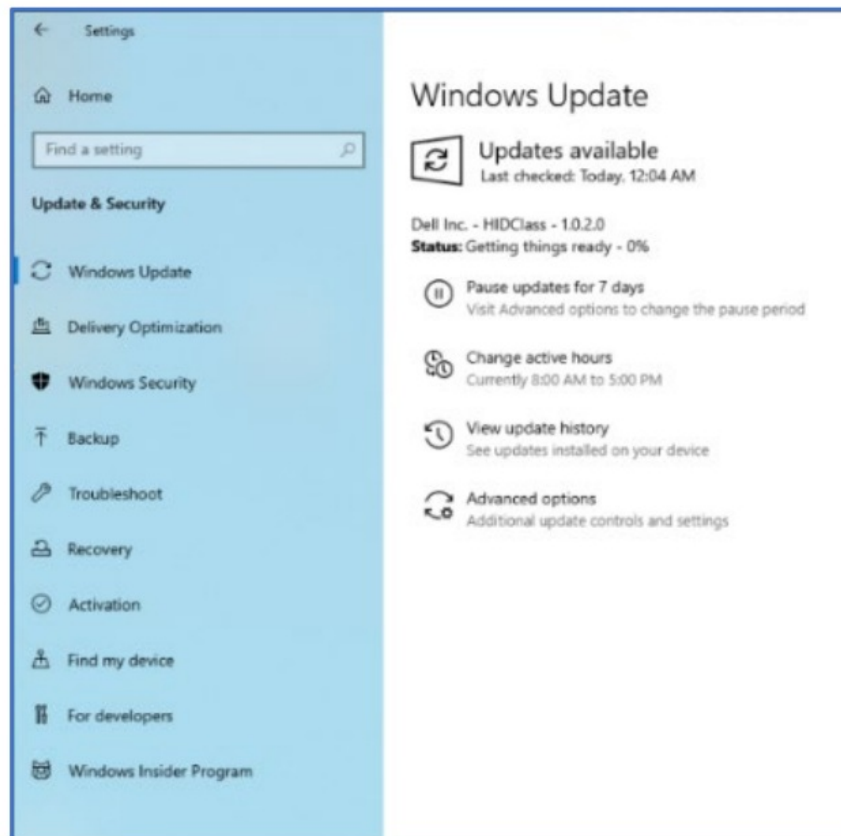 Settings
Home
Find a setting
Update & Security
Windows Update
Delivery Optimization
Windows Security
Backup
Troubleshoot
Recovery
Activation
Find my device
For developers
Windows Insider Program
Windows Update
Updates available
Last checked: Today, 12:04 AM
Dell Inc. - HIDClass - 1.0.2.0
Status: Getting things ready - 0%
Pause updates for 7 days
Visit Advanced options to change the pause period
Change active hours
Currently 8:00 AM to 5:00 PM
View update history
See updates installed on your device
Advanced options
Additional update controls and settings